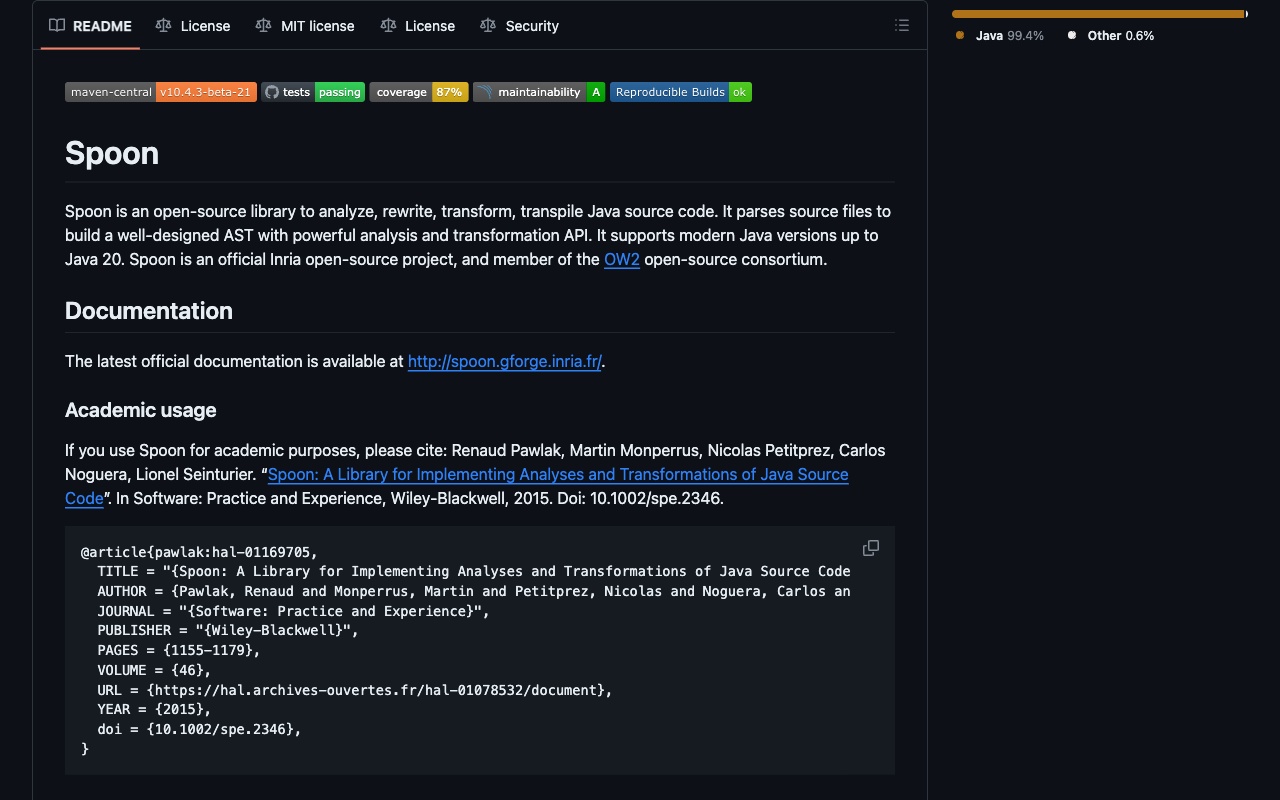 README License MIT license License Security
Java 99.4% Other 0.6%
maven-central v10.4.3-beta-21 tests passing coverage 87% maintainability A Reproducible Builds ok
Spoon
Spoon is an open-source library to analyze, rewrite, transform, transpile Java source code. It parses source files to
build a well-designed AST with powerful analysis and transformation API. It supports modern Java versions up to
Java 20. Spoon is an official Inria open-source project, and member of the OW2 open-source consortium.
Documentation
The latest official documentation is available at http://spoon.gforge.inria.fr/.
Academic usage
If you use Spoon for academic purposes, please cite: Renaud Pawlak, Martin Monperrus, Nicolas Petitprez, Carlos
Noguera, Lionel Seinturier. “Spoon: A Library for Implementing Analyses and Transformations of Java Source
Code”. In Software: Practice and Experience, Wiley-Blackwell, 2015. Doi: 10.1002/spe.2346.
@article{pawlak:hal-01169705,
  TITLE = "{Spoon: A Library for Implementing Analyses and Transformations of Java Source Code
  AUTHOR = {Pawlak, Renaud and Monperrus, Martin and Petitprez, Nicolas and Noguera, Carlos an
  JOURNAL = "{Software: Practice and Experience}",
  PUBLISHER = "{Wiley-Blackwell}",
  PAGES = {1155-1179},
  VOLUME = {46},
  URL = {https://hal.archives-ouvertes.fr/hal-01078532/document},
  YEAR = {2015},
  doi = {10.1002/spe.2346},
}